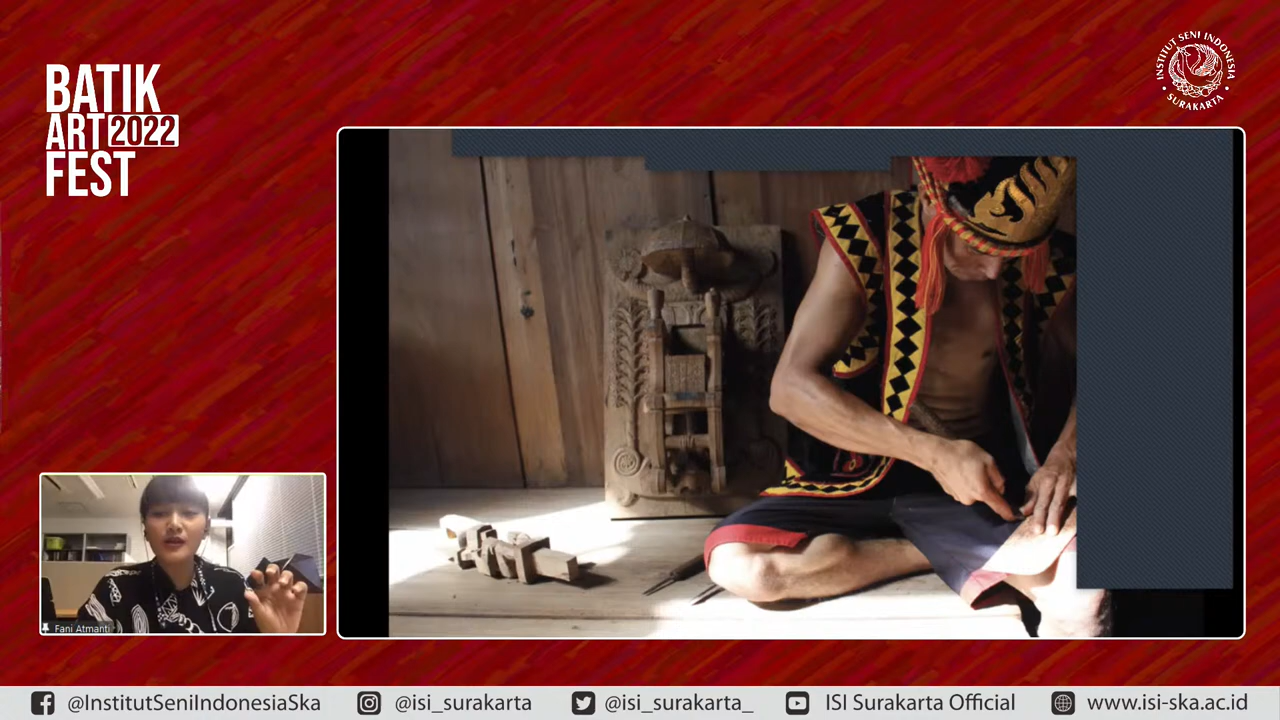 BATIK
ART 2022
FEST
INSTITUT SENI INDONESIA
• SURAKARTA •
Fani Atmanti
@InstitutSeniIndonesiaSka
@isi_surakarta
@isi_surakarta_
ISI Surakarta Official
www.isi-ska.ac.id